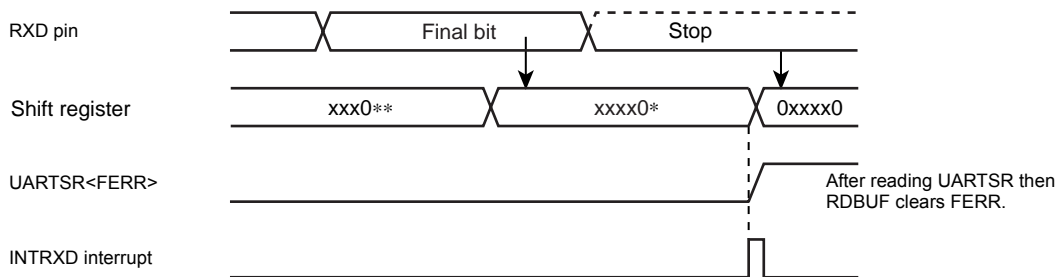 RXD pin
Final bit
Stop
Shift register
xxx0**
xxxx0*
0xxxx0
UARTSR<FERR>
After reading UARTSR then
RDBUF clears FERR.
INTRXD interrupt